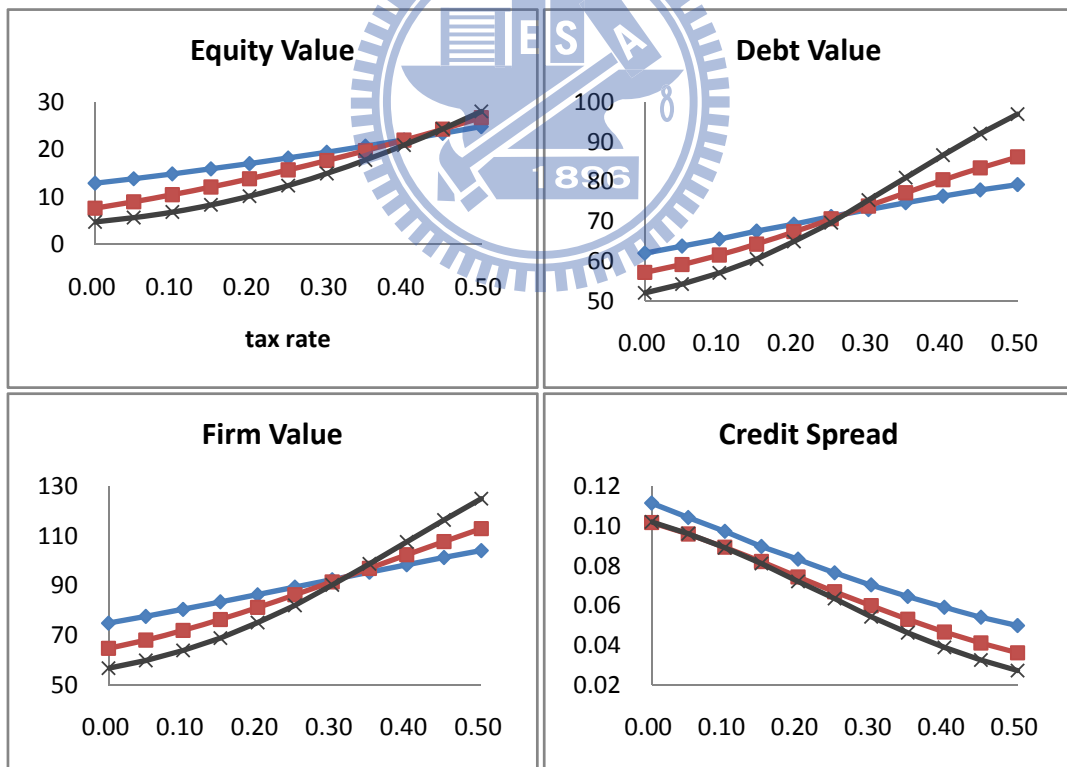 Equity Value
30
20
10
0
0.00 0.10 0.20 0.30 0.40 0.50
tax rate
Debt Value
100
90
80
70
60
50
0.00 0.10 0.20 0.30 0.40 0.50
Firm Value
130
110
90
70
50
0.00 0.10 0.20 0.30 0.40 0.50
Credit Spread
0.12
0.10
0.08
0.06
0.04
0.02
0.00 0.10 0.20 0.30 0.40 0.50
E S A
1896